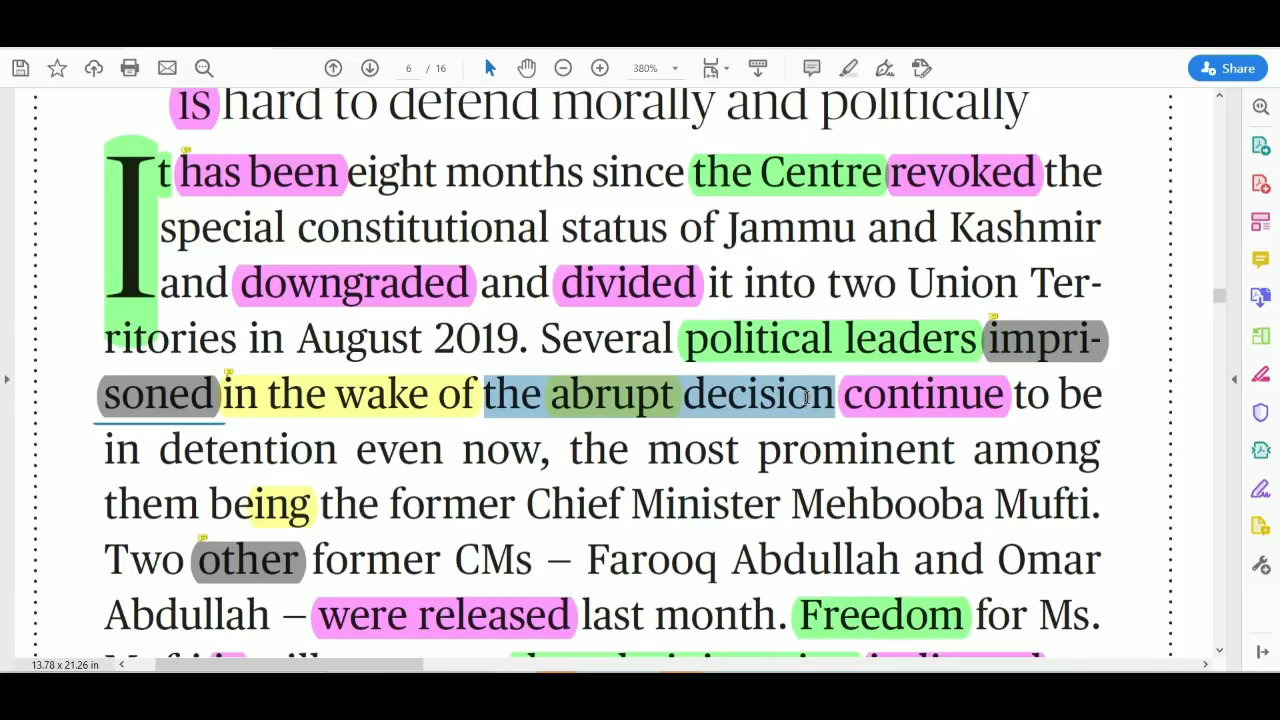 6 / 16
380%
Share
is hard to defend morally and politically
It has been eight months since the Centre revoked the
special constitutional status of Jammu and Kashmir
and downgraded and divided it into two Union Ter-
ritories in August 2019. Several political leaders impri-
soned in the wake of the abrupt decision continue to be
in detention even now, the most prominent among
them being the former Chief Minister Mehbooba Mufti.
Two other former CMs – Farooq Abdullah and Omar
Abdullah – were released last month. Freedom for Ms.
13.78 x 21.26 in